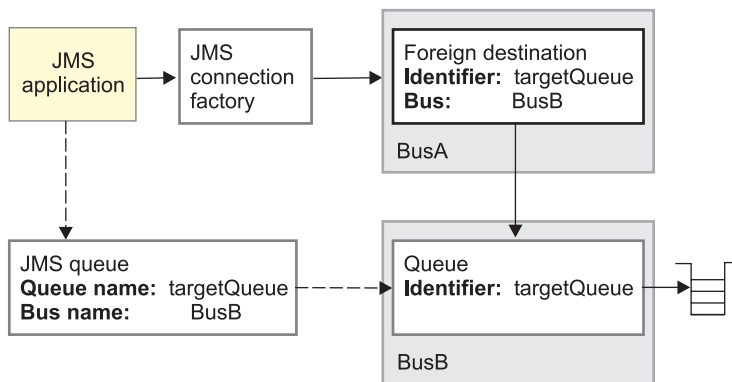 JMS
application
JMS
connection
factory
Foreign destination
Identifier: targetQueue
Bus: BusB
BusA
JMS queue
Queue name: targetQueue
Bus name: BusB
Queue
Identifier: targetQueue
BusB